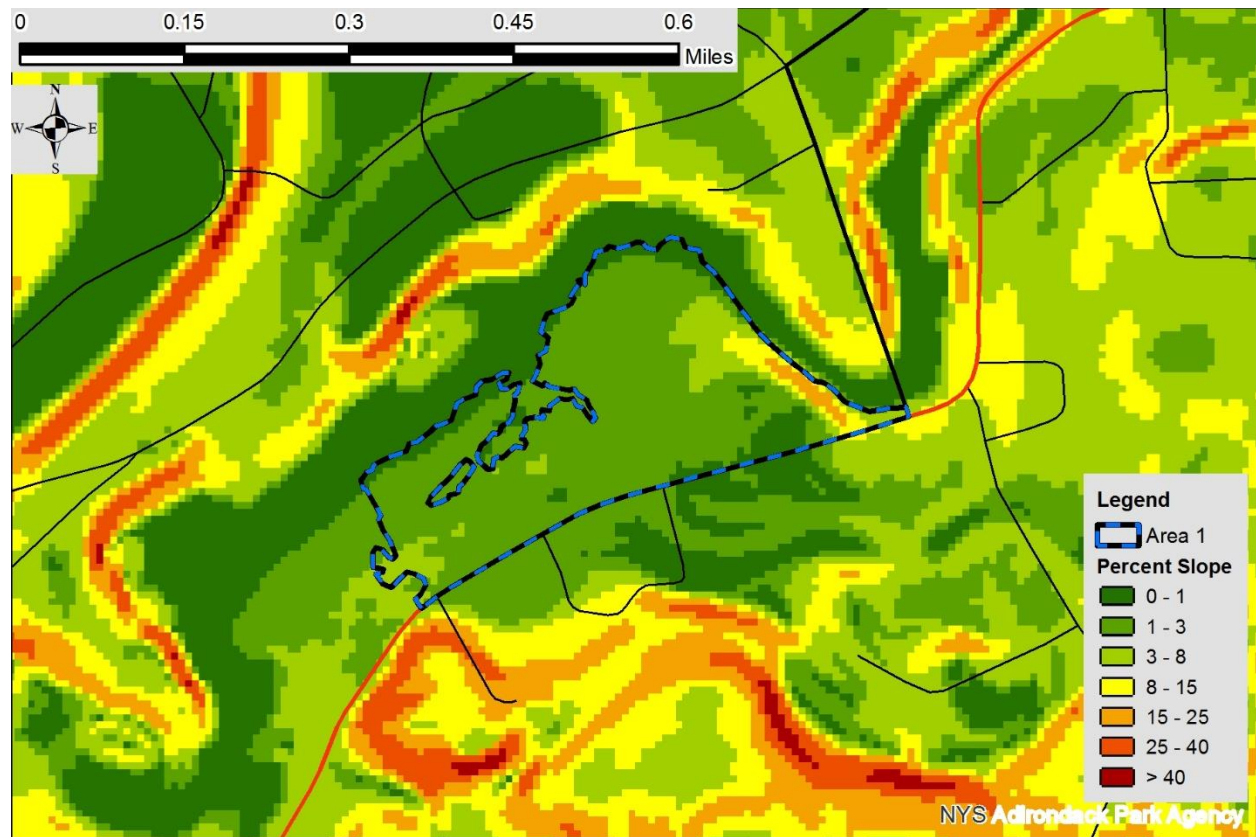 0 0.15 0.3 0.45 0.6
Miles
N
W E
S
Legend
Area 1
Percent Slope
0 - 1
1 - 3
3 - 8
8 - 15
15 - 25
25 - 40
> 40
NYS Adirondack Park Agency